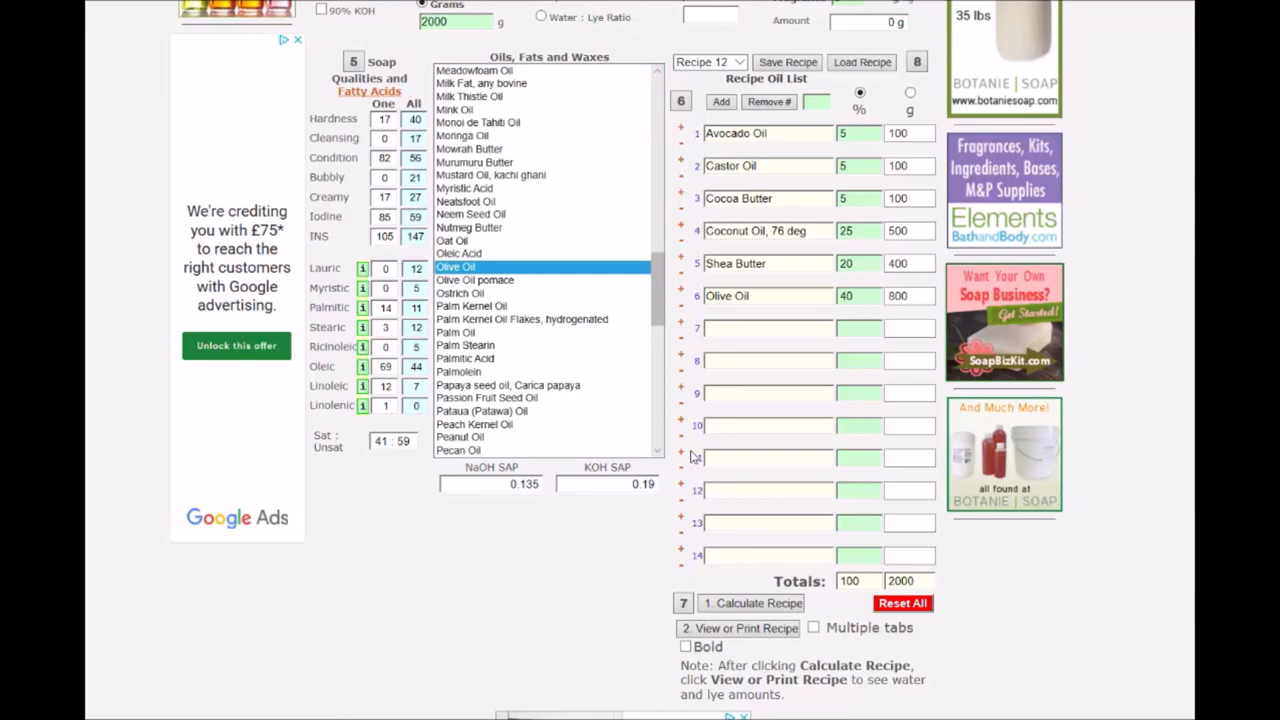 90% KOH
Grams
2000 g
Water : Lye Ratio
Amount
0 g
35 lbs
BOTANIE | SOAP
www.botaniesoap.com
5 Soap
Qualities and
Fatty Acids
One All
Hardness 17 40
Cleansing 0 17
Condition 82 56
Bubbly 0 21
Creamy 17 27
Iodine 85 59
INS 105 147
Lauric i 0 12
Myristic i 0 5
Palmitic i 14 11
Stearic i 3 12
Ricinoleic i 0 5
Oleic i 69 44
Linoleic i 12 7
Linolenic i 1 0
Sat :
Unsat
41 : 59
Oils, Fats and Waxes
Meadowfoam Oil
Milk Fat, any bovine
Milk Thistle Oil
Mink Oil
Monoi de Tahiti Oil
Moringa Oil
Mowrah Butter
Murumuru Butter
Mustard Oil, kachi ghani
Myristic Acid
Neatsfoot Oil
Neem Seed Oil
Nutmeg Butter
Oat Oil
Oleic Acid
Olive Oil
Olive Oil pomace
Ostrich Oil
Palm Kernel Oil
Palm Kernel Oil Flakes, hydrogenated
Palm Oil
Palm Stearin
Palmitic Acid
Palmolein
Papaya seed oil, Carica papaya
Passion Fruit Seed Oil
Pataua (Patawa) Oil
Peach Kernel Oil
Peanut Oil
Pecan Oil
NaOH SAP KOH SAP
0.135 0.19
Recipe 12 Save Recipe Load Recipe 8
Recipe Oil List
6 Add Remove # % g
+ - 1 Avocado Oil 5 100
+ - 2 Castor Oil 5 100
+ - 3 Cocoa Butter 5 100
+ - 4 Coconut Oil, 76 deg 25 500
+ - 5 Shea Butter 20 400
+ - 6 Olive Oil 40 800
+ - 7
+ - 8
+ - 9
+ - 10
+ -
+ - 12
+ - 13
+ - 14
Totals: 100 2000
7 1. Calculate Recipe Reset All
2. View or Print Recipe Multiple tabs
Bold
Note: After clicking Calculate Recipe,
click View or Print Recipe to see water
and lye amounts.
We're crediting
you with £75*
to reach the
right customers
with Google
advertising.
Unlock this offer
Google Ads
Fragrances, Kits,
Ingredients, Bases,
M&P Supplies
Elements
BathandBody.com
Want Your Own
Soap Business?
Get Started!
SoapBizKit.com
And Much More!
all found at
BOTANIE | SOAP